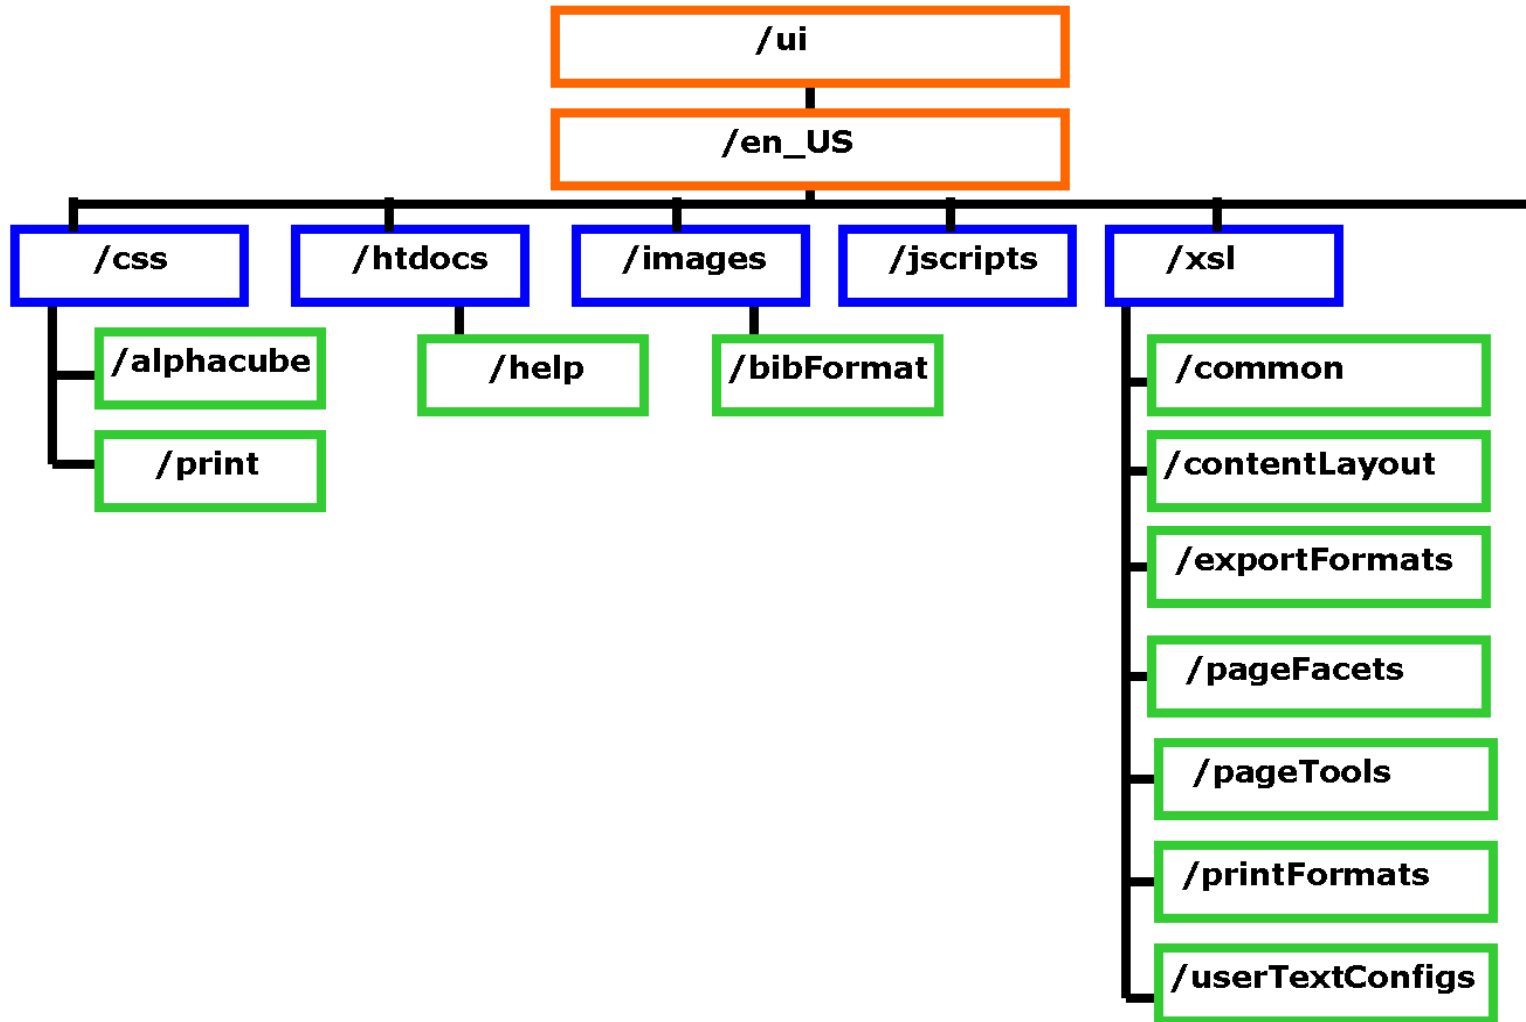 /ui
/en_US
/css
/htdocs
/images
/jscripts
/xsl
/alphacube
/help
/bibFormat
/common
/print
/contentLayout
/exportFormats
/pageFacets
/pageTools
/printFormats
/userTextConfigs